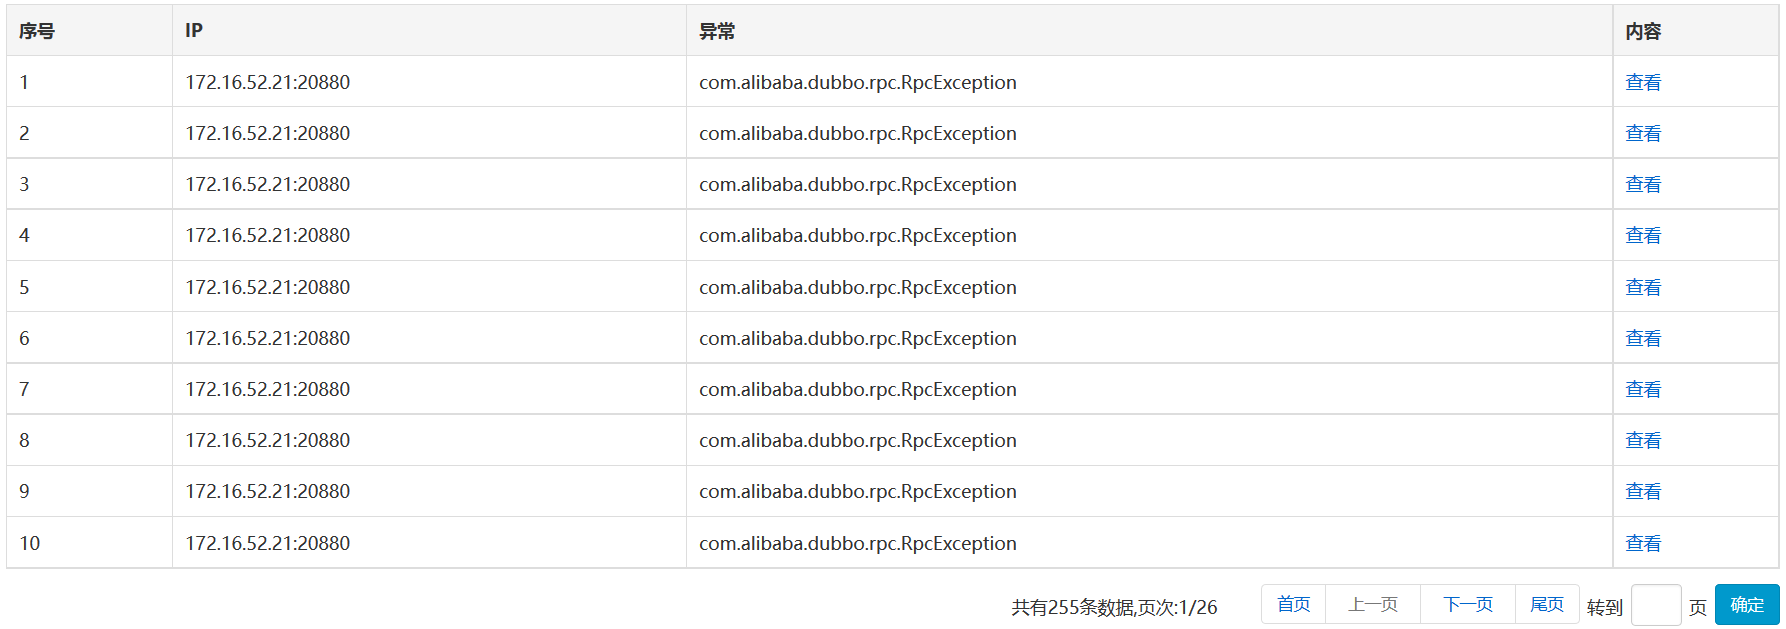 序号 IP 异常 内容
1 172.16.52.21:20880 com.alibaba.dubbo.rpc.RpcException 查看
2 172.16.52.21:20880 com.alibaba.dubbo.rpc.RpcException 查看
3 172.16.52.21:20880 com.alibaba.dubbo.rpc.RpcException 查看
4 172.16.52.21:20880 com.alibaba.dubbo.rpc.RpcException 查看
5 172.16.52.21:20880 com.alibaba.dubbo.rpc.RpcException 查看
6 172.16.52.21:20880 com.alibaba.dubbo.rpc.RpcException 查看
7 172.16.52.21:20880 com.alibaba.dubbo.rpc.RpcException 查看
8 172.16.52.21:20880 com.alibaba.dubbo.rpc.RpcException 查看
9 172.16.52.21:20880 com.alibaba.dubbo.rpc.RpcException 查看
10 172.16.52.21:20880 com.alibaba.dubbo.rpc.RpcException 查看
共有255条数据,页次:1/26 首页 上一页 下一页 尾页 转到 页 确定